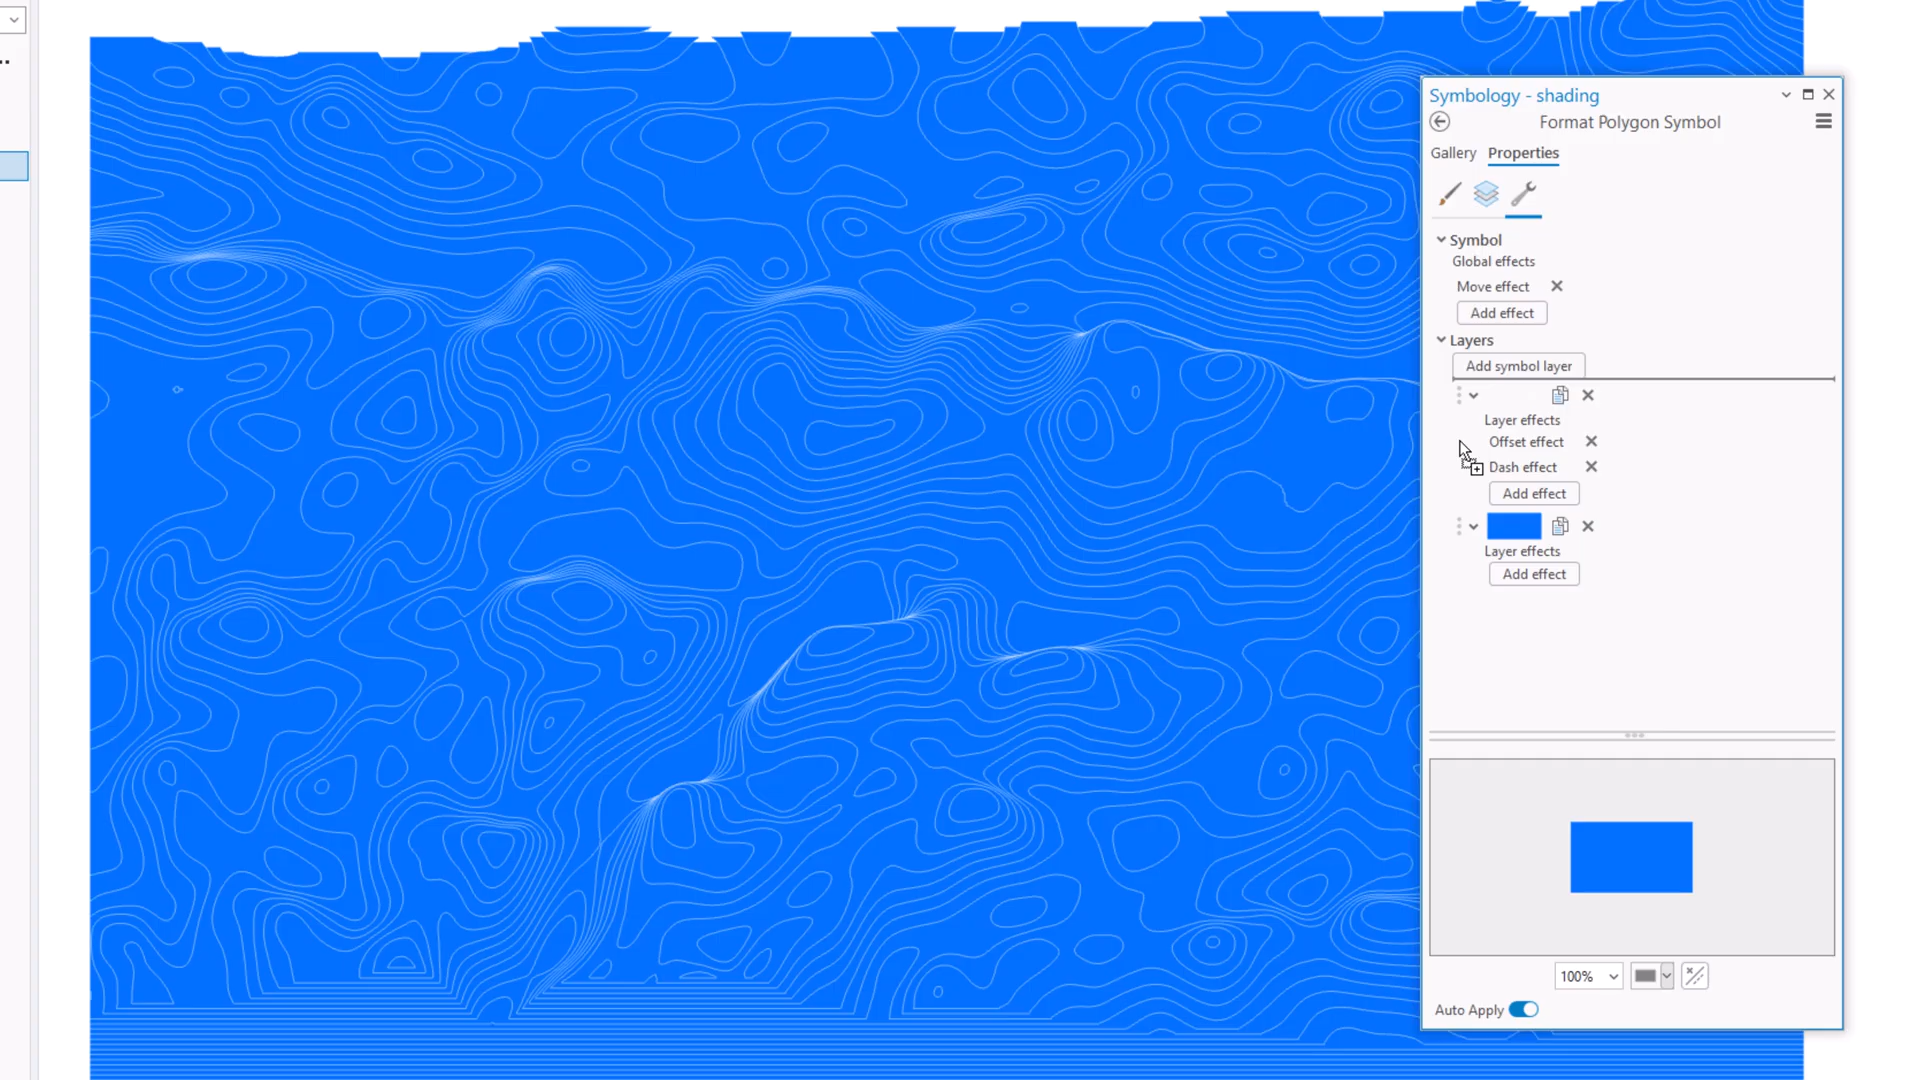 Symbology - shading
Format Polygon Symbol
Gallery Properties
Symbol
Global effects
Move effect
Add effect
Layers
Add symbol layer
Layer effects
Offset effect
Dash effect
Add effect
Layer effects
Add effect
100%
Auto Apply